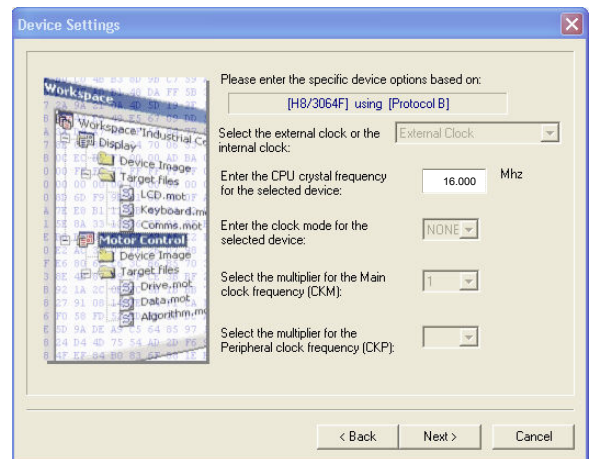 Device Settings
Workspace
Workspace 'Industrial Co
Display
Device Image
Target files
LCD.mot
Keyboard.m
Comms.mot
Motor Control
Device Image
Target files
Drive.mot
Data.mot
Algorithm.mo
Please enter the specific device options based on:
[H8/3064F] using [Protocol B]
Select the external clock or the
internal clock:
External Clock
Enter the CPU crystal frequency
for the selected device:
16.000
Mhz
Enter the clock mode for the
selected device:
NONE
Select the multiplier for the Main
clock frequency (CKM):
1
Select the multiplier for the
Peripheral clock frequency (CKP):
< Back
Next >
Cancel